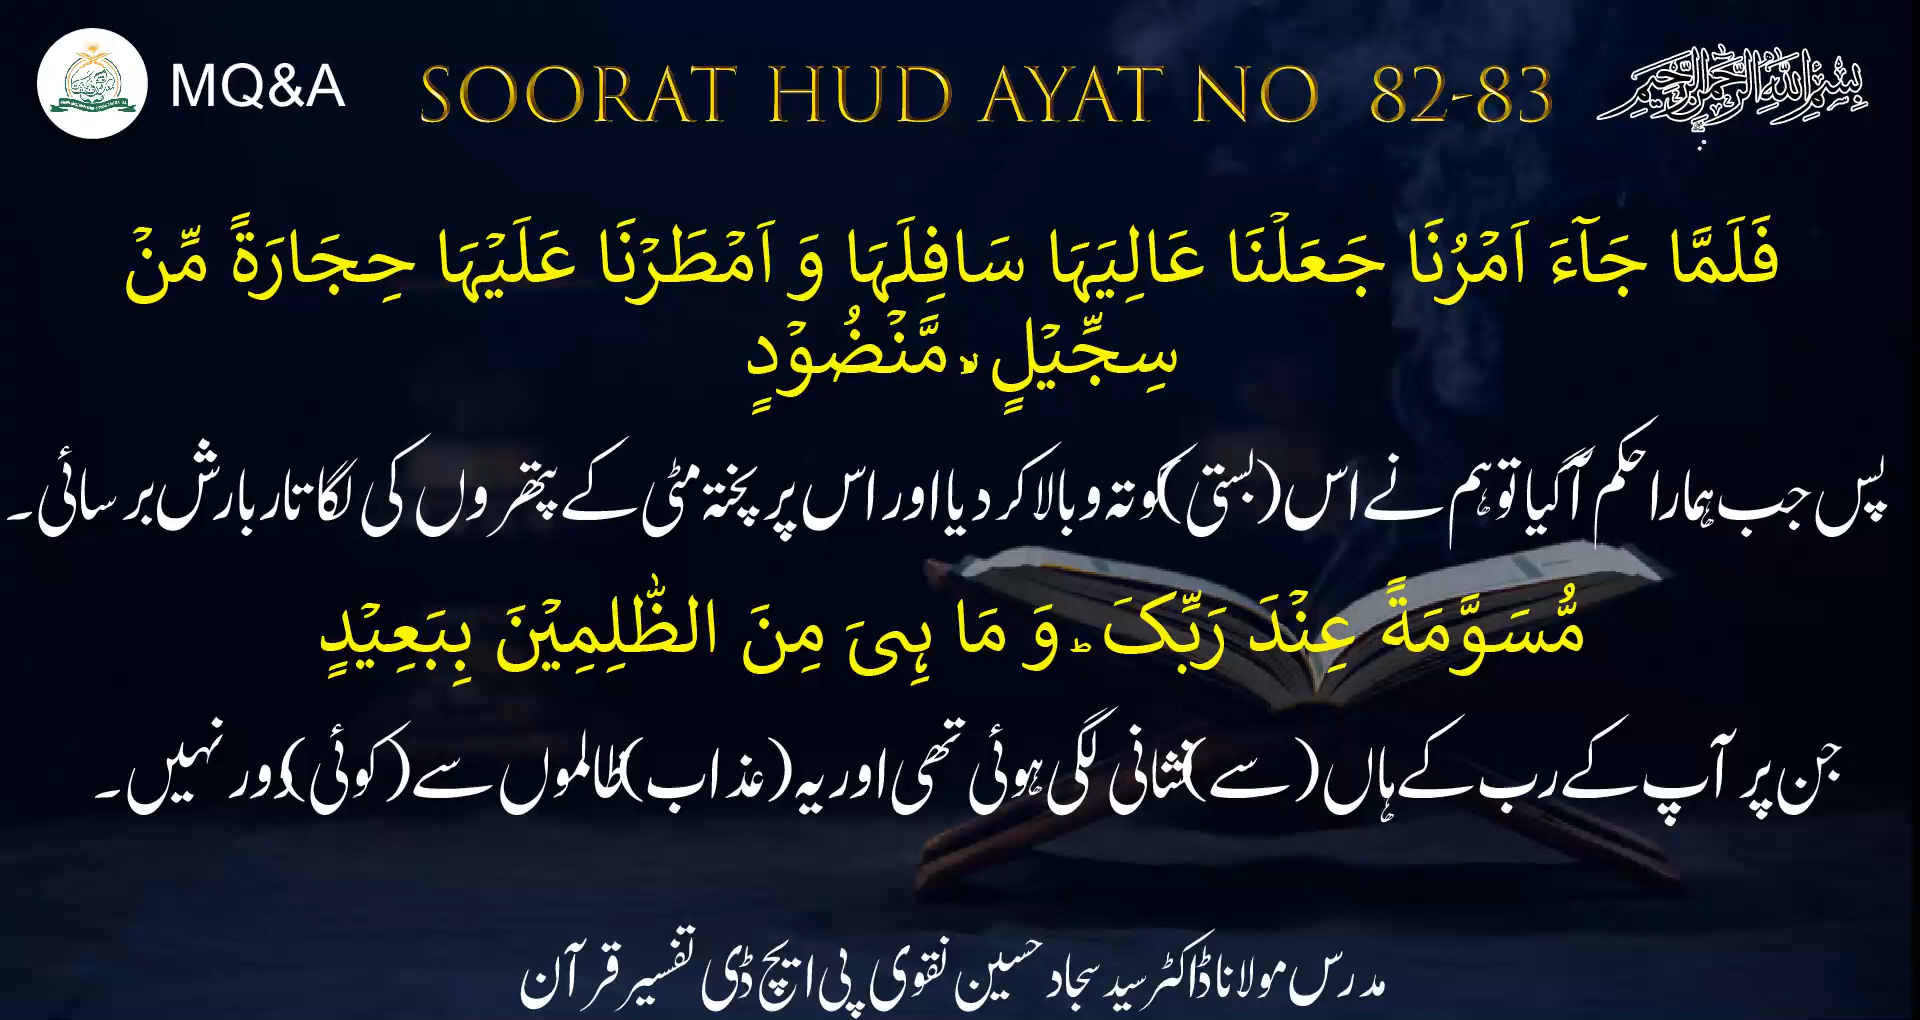 MQ&A
SOORAT HUD AYAT NO 82-83
بِسْمِ اللهِ الرَّحْمٰنِ الرَّحِيْمِ
فَلَمَّا جَآءَ اَمْرُنَا جَعَلْنَا عَالِيَہَا سَافِلَہَا وَ اَمْطَرْنَا عَلَيْہَا حِجَارَةً مِّنْ
سِجِّيْلٍ ۙ مَّنْضُوْدٍ
پس جب ہمارا حکم آگیا تو ہم نے اس (بستی) کو تہ و بالا کر دیا اور اس پر پختہ مٹی کے پتھروں کی لگاتار بارش برسائی۔
مُّسَوَّمَةً عِنْدَ رَبِّکَ ؕ وَ مَا ہِیَ مِنَ الظّٰلِمِيْنَ بِبَعِيْدٍ
جن پر آپ کے رب کے ہاں (سے) نشانی لگی ہوئی تھی اور یہ (عذاب) ظالموں سے (کوئی) دور نہیں۔
مدرس مولانا ڈاکٹر سید سجاد حسین نقوی پی ایچ ڈی تفسیر قرآن